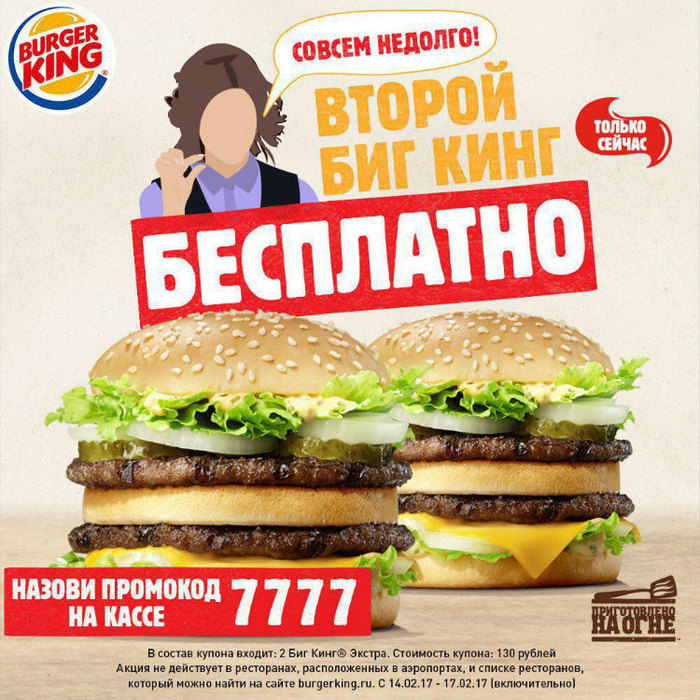 BURGER
KING®
СОВСЕМ НЕДОЛГО!
ВТОРОЙ
БИГ КИНГ
ТОЛЬКО
СЕЙЧАС
БЕСПЛАТНО
НАЗОВИ ПРОМОКОД
НА КАССЕ
7777
ПРИГОТОВЛЕНО
НА ОГНЕ
В состав купона входит: 2 Биг Кинг® Экстра. Стоимость купона: 130 рублей
Акция не действует в ресторанах, расположенных в аэропортах, и списке ресторанов,
который можно найти на сайте burgerking.ru. С 14.02.17 - 17.02.17 (включительно)